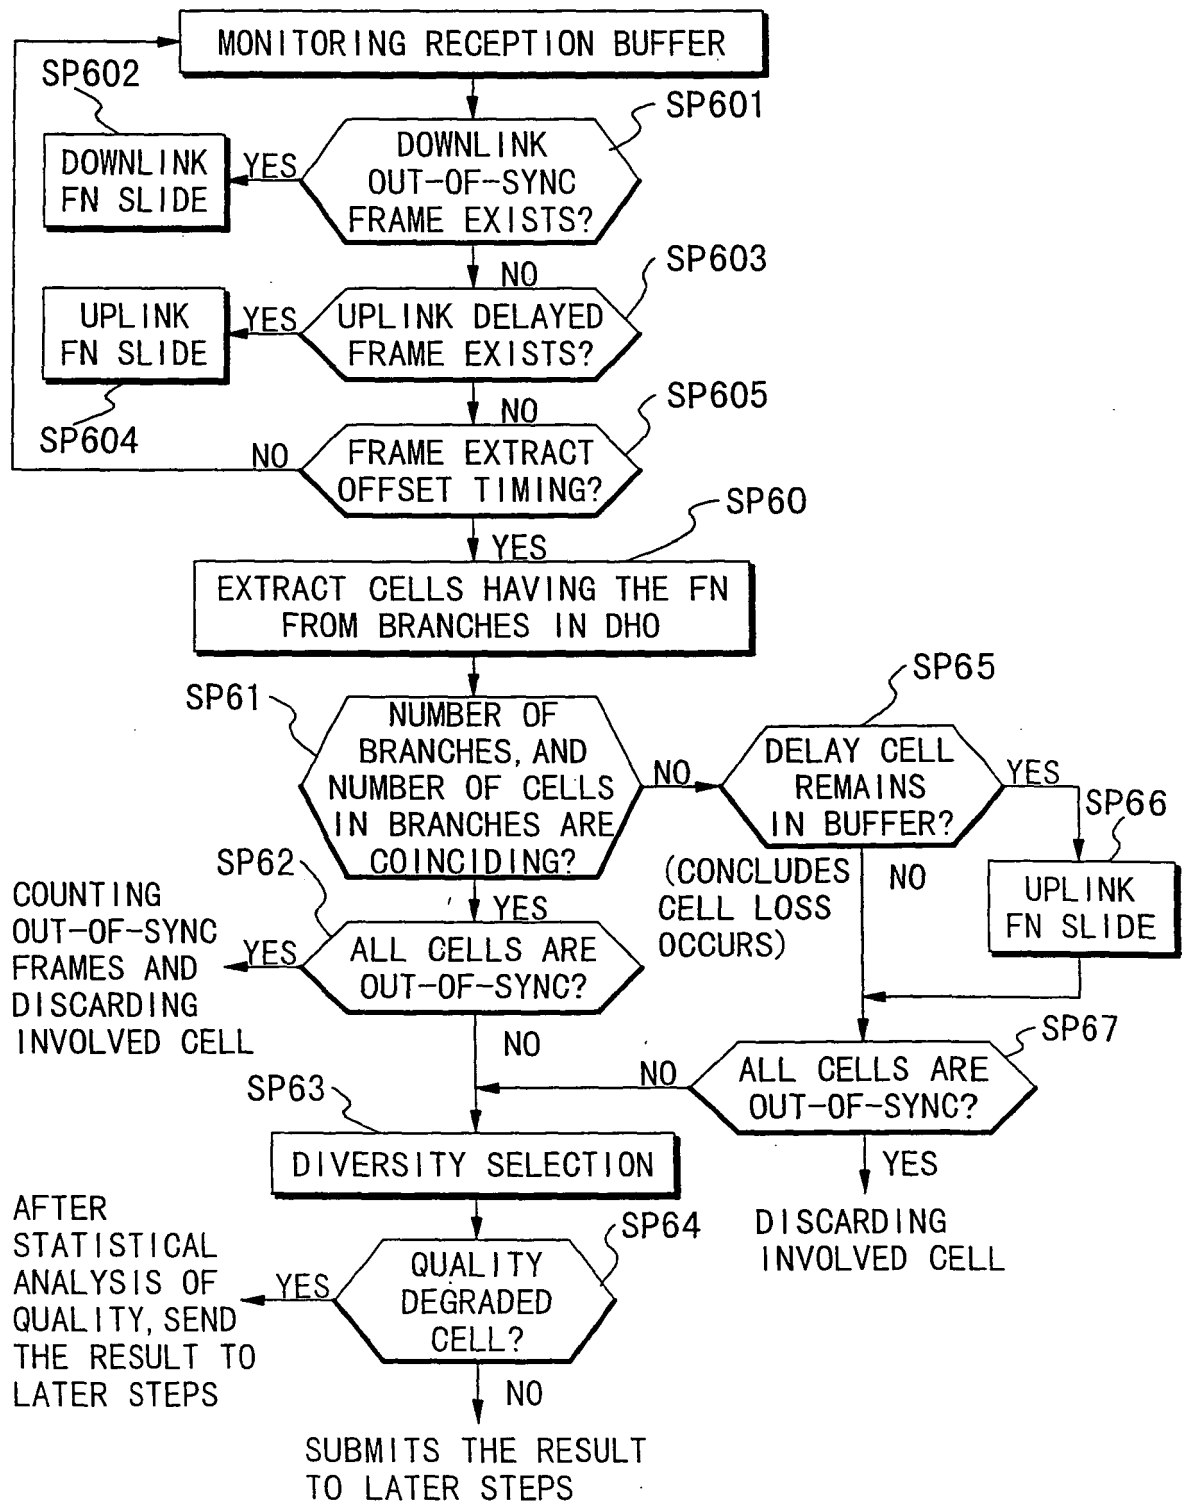 MONITORING RECEPTION BUFFER
SP602
SP601
DOWNLINK
OUT-OF-SYNC
FRAME EXISTS?
YES
DOWNLINK
FN SLIDE
NO
SP603
UPLINK DELAYED
FRAME EXISTS?
YES
UPLINK
FN SLIDE
SP604
NO
SP605
FRAME EXTRACT
OFFSET TIMING?
NO
SP60
YES
EXTRACT CELLS HAVING THE FN
FROM BRANCHES IN DHO
SP61
NUMBER OF
BRANCHES, AND
NUMBER OF CELLS
IN BRANCHES ARE
COINCIDING?
NO
SP65
DELAY CELL
REMAINS
IN BUFFER?
YES
SP66
UPLINK
FN SLIDE
(CONCLUDES
CELL LOSS
OCCURS)
NO
SP62
YES
ALL CELLS ARE
OUT-OF-SYNC?
YES
COUNTING
OUT-OF-SYNC
FRAMES AND
DISCARDING
INVOLVED CELL
NO
SP67
ALL CELLS ARE
OUT-OF-SYNC?
NO
YES
DISCARDING
INVOLVED CELL
SP63
DIVERSITY SELECTION
SP64
QUALITY
DEGRADED
CELL?
YES
AFTER
STATISTICAL
ANALYSIS OF
QUALITY, SEND
THE RESULT TO
LATER STEPS
NO
SUBMITS THE RESULT
TO LATER STEPS